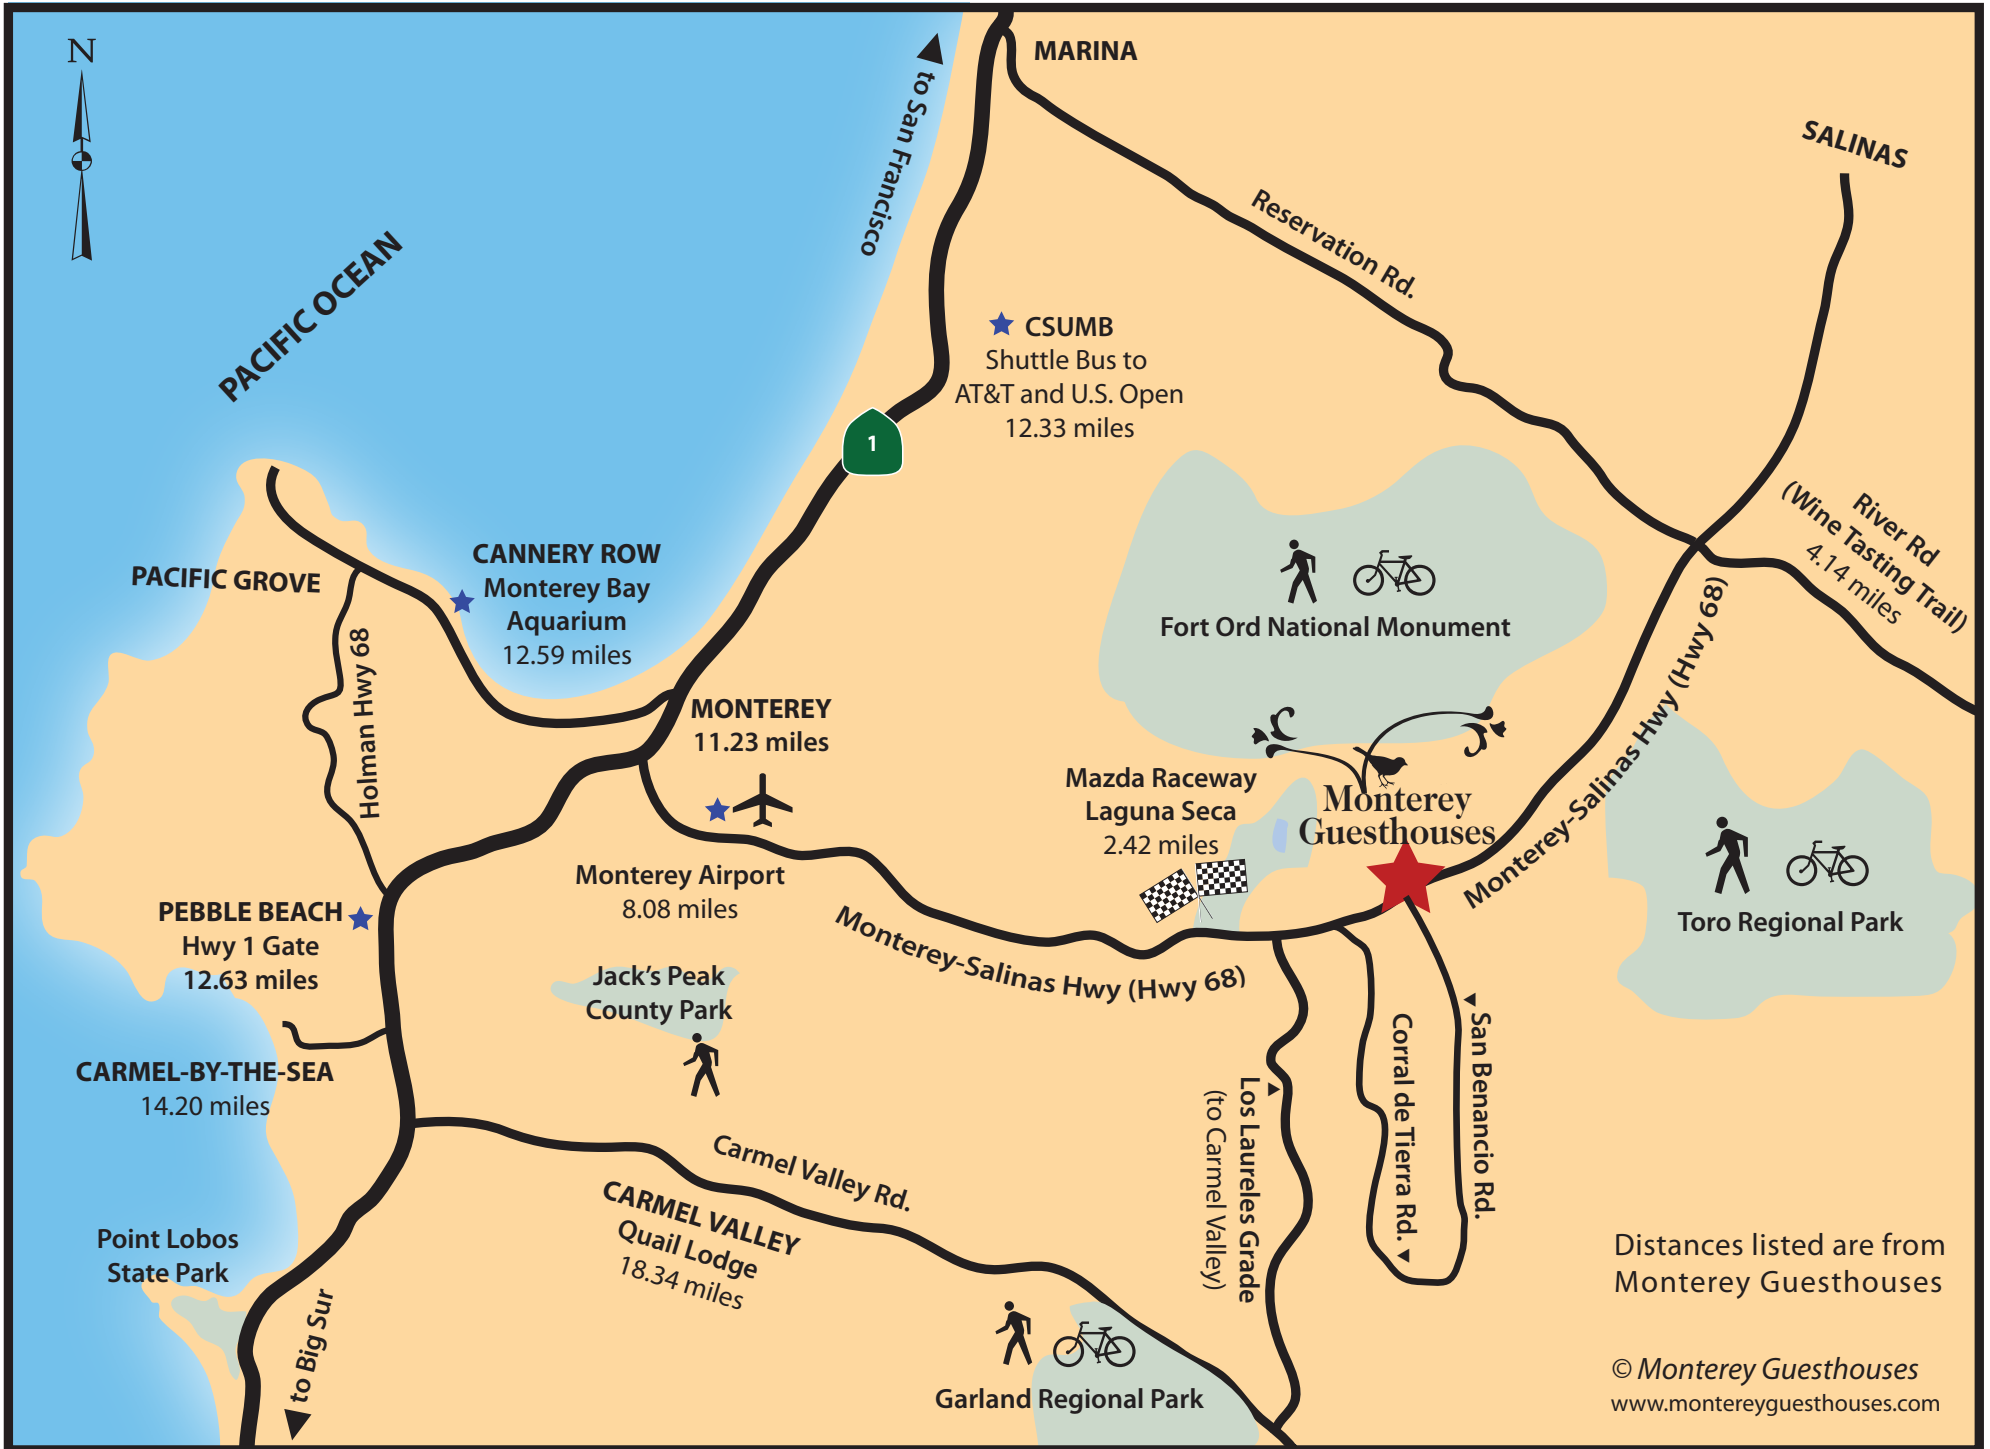 N
MARINA
SALINAS
to San Francisco
PACIFIC OCEAN
Reservation Rd.
CSUMB
Shuttle Bus to
AT&T and U.S. Open
12.33 miles
1
River Rd
(Wine Tasting Trail)
4.14 miles
PACIFIC GROVE
CANNERY ROW
Monterey Bay
Aquarium
12.59 miles
Holman Hwy 68
Fort Ord National Monument
Monterey-Salinas Hwy (Hwy 68)
MONTEREY
11.23 miles
Mazda Raceway
Laguna Seca
2.42 miles
Monterey
Guesthouses
Monterey Airport
8.08 miles
Toro Regional Park
PEBBLE BEACH
Hwy 1 Gate
12.63 miles
Monterey-Salinas Hwy (Hwy 68)
Jack's Peak
County Park
CARMEL-BY-THE-SEA
14.20 miles
Los Laureles Grade
(to Carmel Valley)
Corral de Tierra Rd.
San Benancio Rd.
Carmel Valley Rd.
CARMEL VALLEY
Quail Lodge
18.34 miles
Point Lobos
State Park
to Big Sur
Garland Regional Park
Distances listed are from
Monterey Guesthouses
© Monterey Guesthouses
www.montereyguesthouses.com